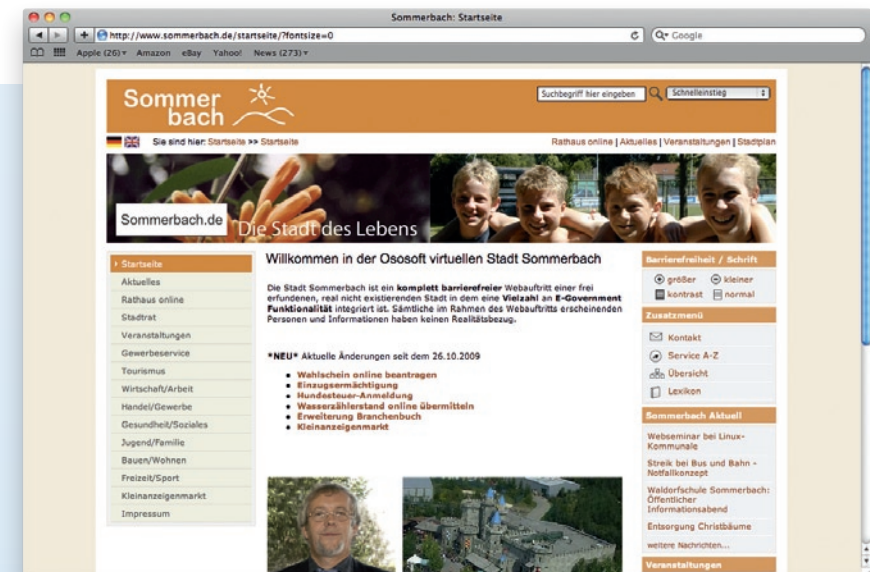 Sommerbach: Startseite
http://www.sommerbach.de/startseite/?fontsize=0
Google
Apple (26) Amazon eBay Yahoo! News (273)
Sommer
bach
Suchbegriff hier eingeben
Schnelleinstieg
Sie sind hier: Startseite >> Startseite
Rathaus online | Aktuelles | Veranstaltungen | Stadtplan
Sommerbach.de
Die Stadt des Lebens
Startseite
Aktuelles
Rathaus online
Stadtrat
Veranstaltungen
Gewerbeservice
Tourismus
Wirtschaft/Arbeit
Handel/Gewerbe
Gesundheit/Soziales
Jugend/Familie
Bauen/Wohnen
Freizeit/Sport
Kleinanzeigenmarkt
Impressum
Willkommen in der Ososoft virtuellen Stadt Sommerbach
Die Stadt Sommerbach ist ein komplett barrierefreier Webauftritt einer frei
erfundenen, real nicht existierenden Stadt in dem eine Vielzahl an E-Government
Funktionalität integriert ist. Sämtliche im Rahmen des Webauftritts erscheinenden
Personen und Informationen haben keinen Realitätsbezug.
*NEU* Aktuelle Änderungen seit dem 26.10.2009
Wahlschein online beantragen
Einzugsermächtigung
Hundesteuer-Anmeldung
Wasserzählerstand online übermitteln
Erweiterung Branchenbuch
Kleinanzeigenmarkt
Barrierefreiheit / Schrift
größer kleiner
kontrast normal
Zusatzmenü
Kontakt
Service A-Z
Übersicht
Lexikon
Sommerbach Aktuell
Webseminar bei Linux-
Kommunale
Streik bei Bus und Bahn -
Notfallkonzept
Waldorfschule Sommerbach:
Öffentlicher
Informationsabend
Entsorgung Christbäume
weitere Nachrichten...
Veranstaltungen